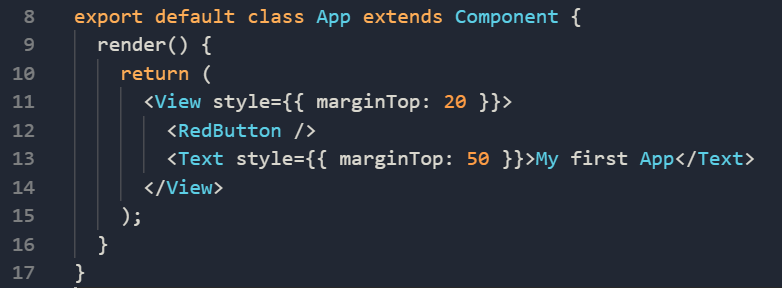 8 export default class App extends Component {
9 render() {
10 return (
11 <View style={{ marginTop: 20 }}>
12 <RedButton />
13 <Text style={{ marginTop: 50 }}>My first App</Text>
14 </View>
15 );
16 }
17 }